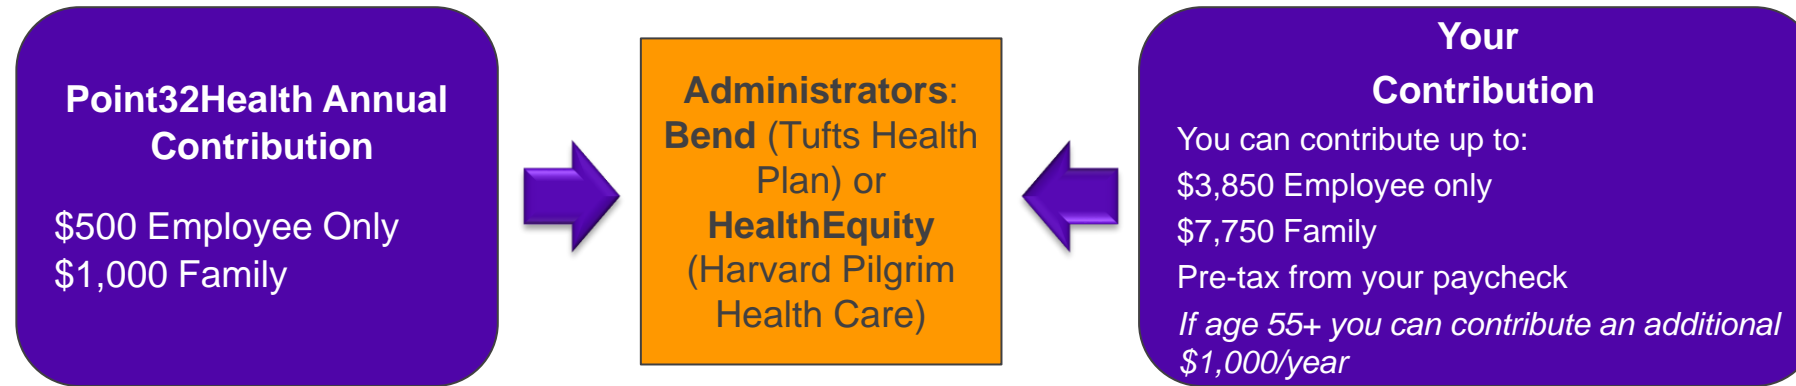 Point32Health Annual
Contribution
$500 Employee Only
$1,000 Family
Administrators:
Bend (Tufts Health
Plan) or
HealthEquity
(Harvard Pilgrim
Health Care)
Your
Contribution
You can contribute up to:
$3,850 Employee only
$7,750 Family
Pre-tax from your paycheck
If age 55+ you can contribute an additional
$1,000/year